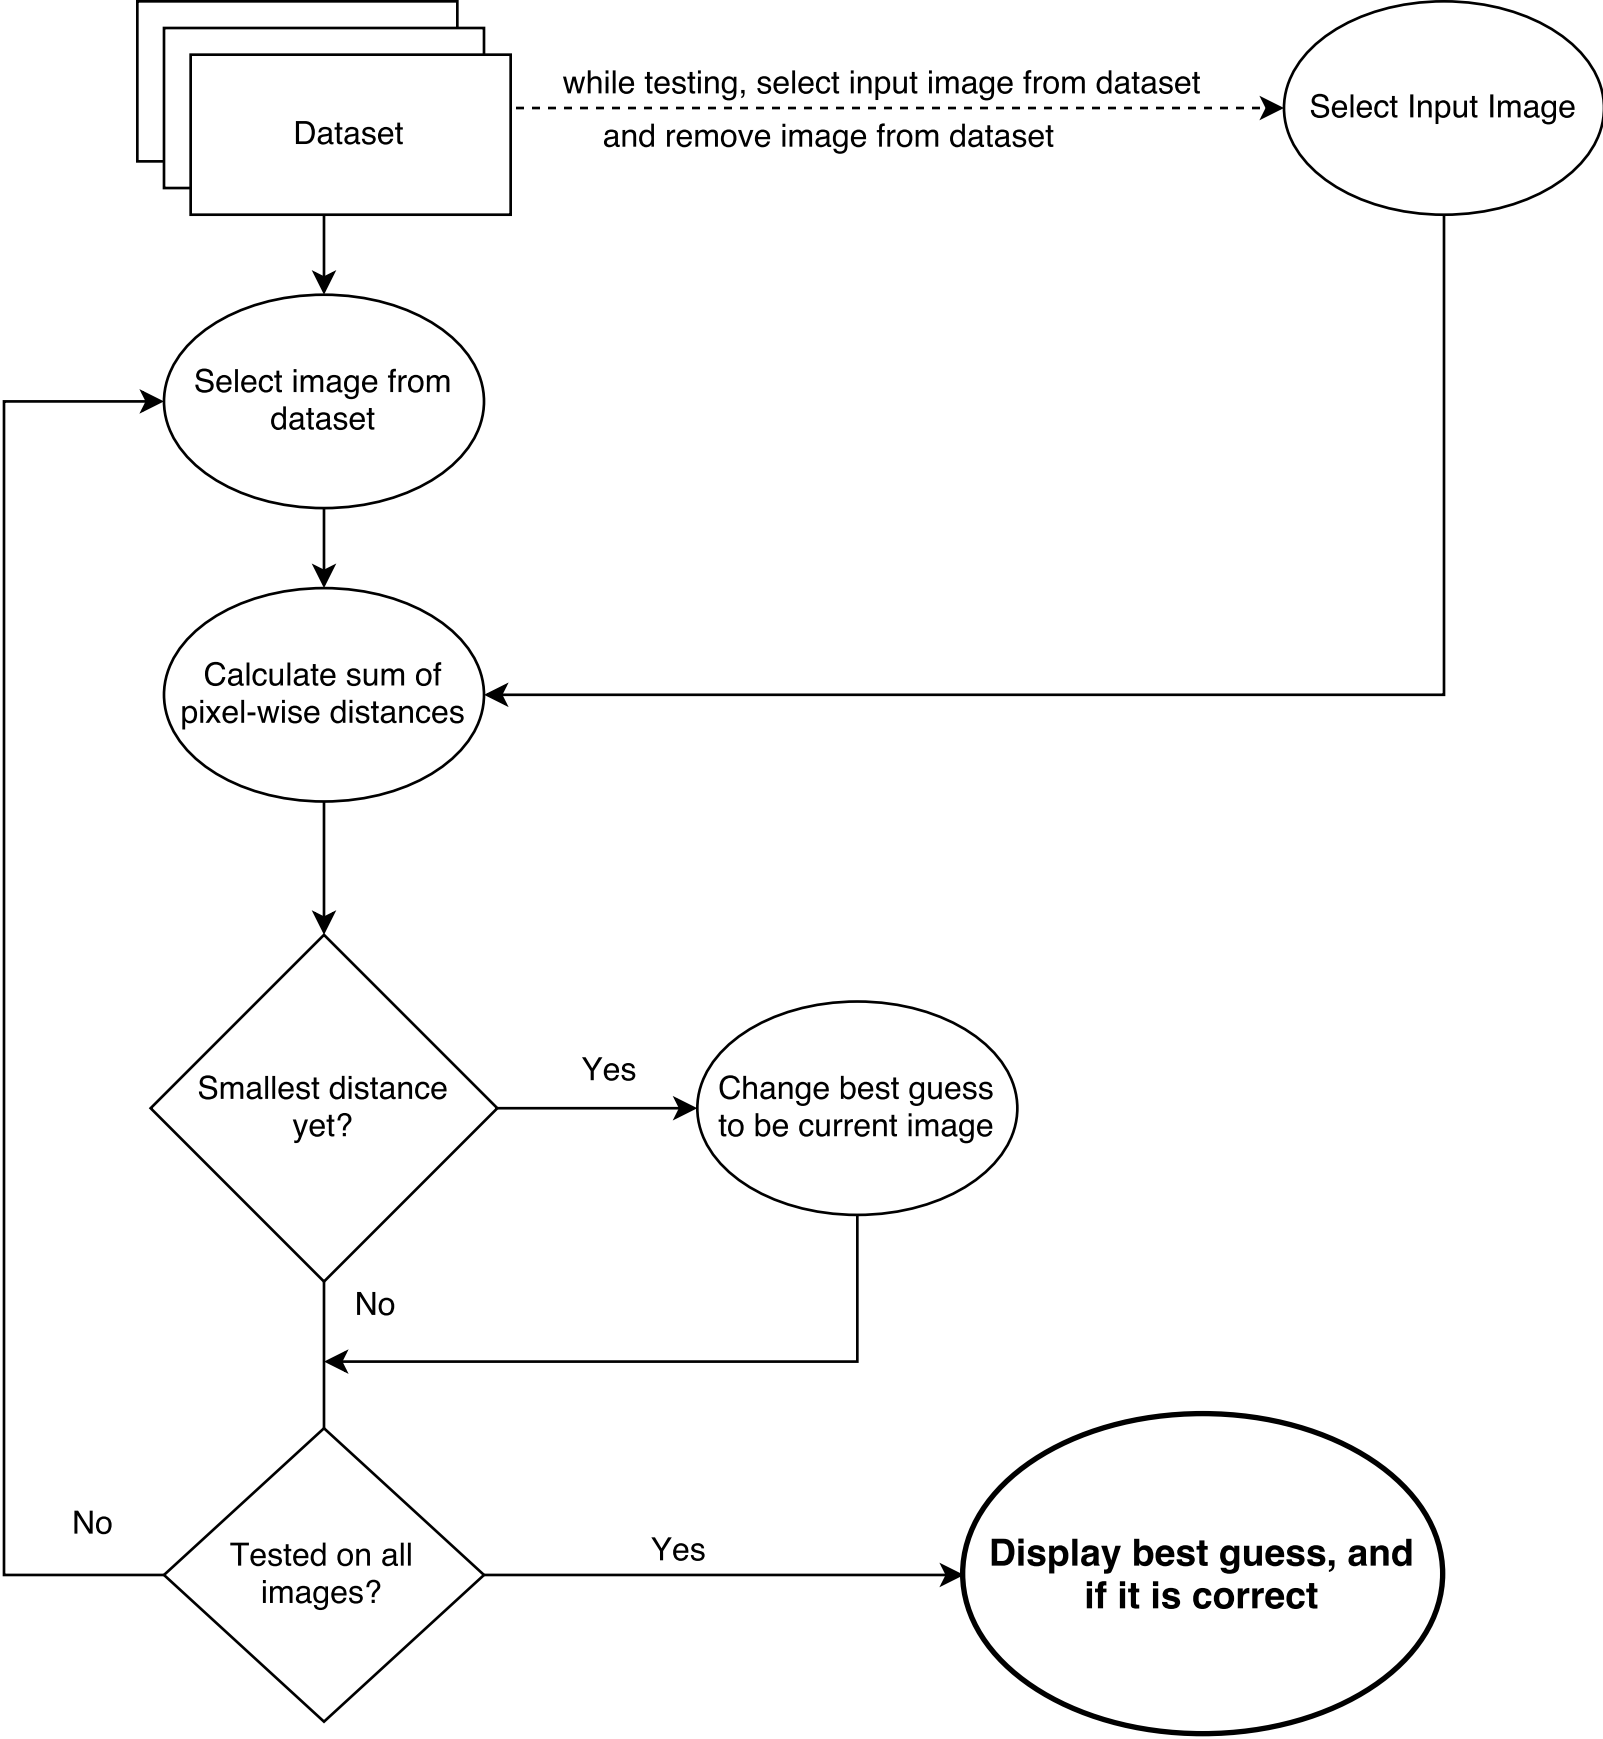 while testing, select input image from dataset
Dataset
Select Input Image
and remove image from dataset
Select image from
dataset
Calculate sum of
pixel-wise distances
Smallest distance
yet?
Yes
Change best guess
to be current image
No
No
Tested on all
images?
Yes
Display best guess, and
if it is correct